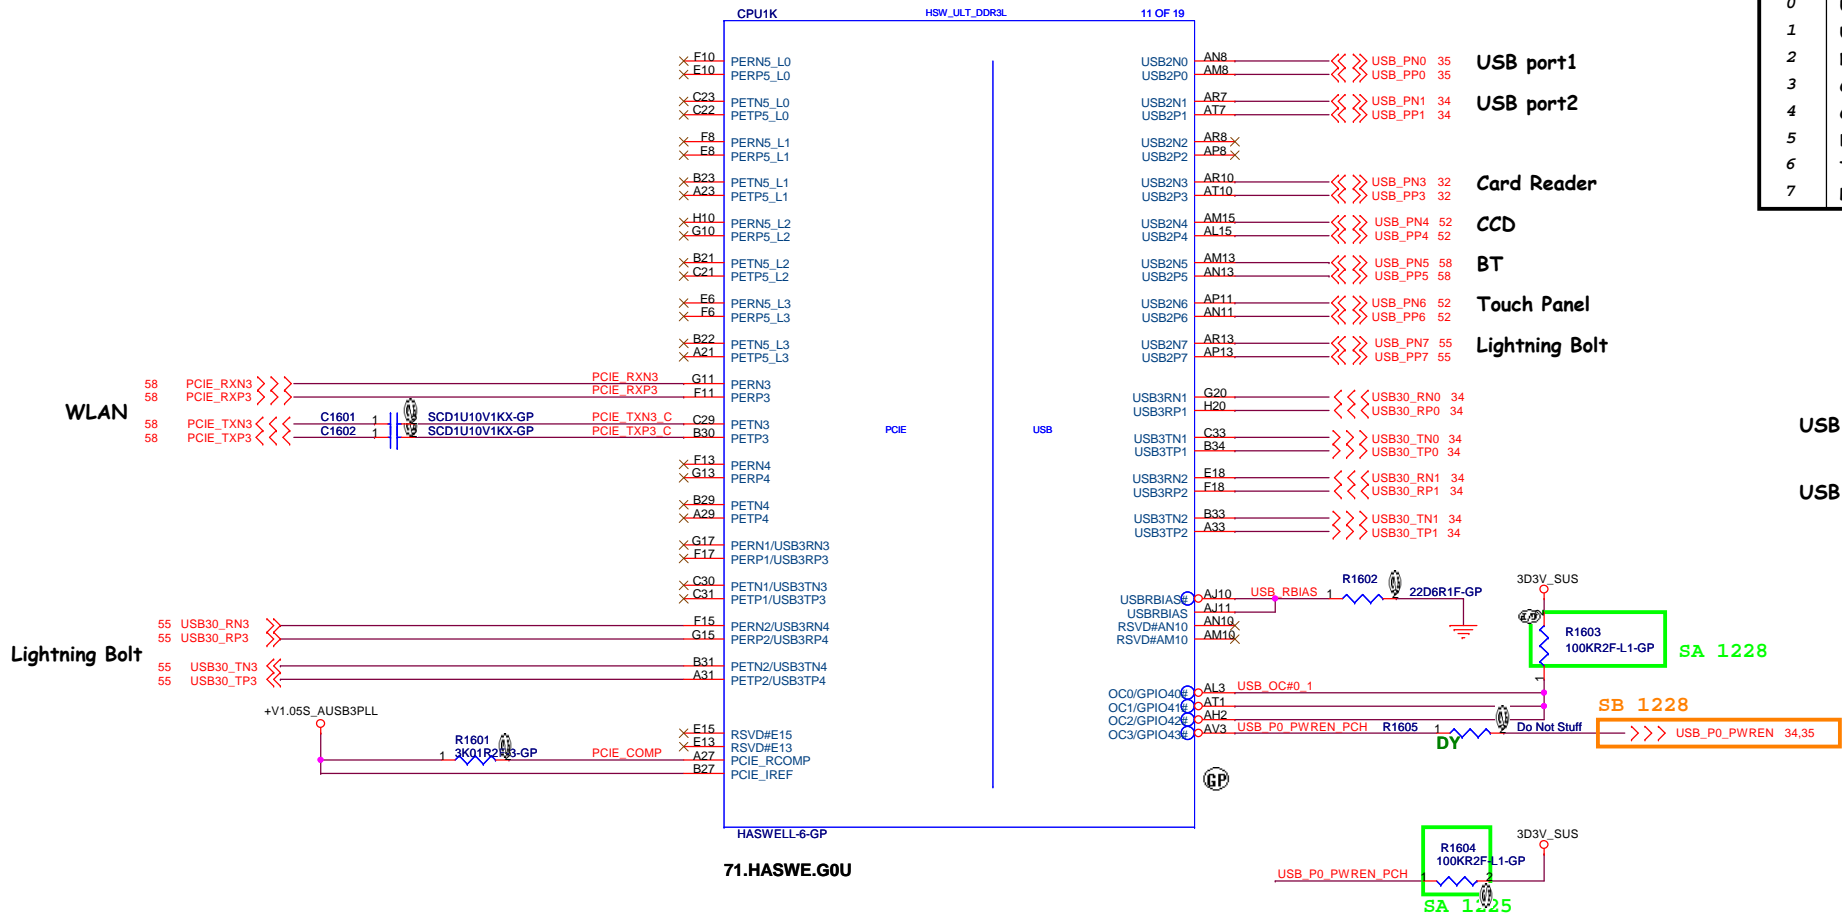 CPU1K
HSW_ULT_DDR3L
11 OF 19
F10 PERN5_L0
E10 PERP5_L0
C23 PETN5_L0
C22 PETP5_L0
F8 PERN5_L1
E8 PERP5_L1
B23 PETN5_L1
A23 PETP5_L1
H10 PERN5_L2
G10 PERP5_L2
B21 PETN5_L2
C21 PETP5_L2
E6 PERN5_L3
F6 PERP5_L3
B22 PETN5_L3
A21 PETP5_L3
WLAN
58 PCIE_RXN3 PCIE_RXN3 G11 PERN3
58 PCIE_RXP3 PCIE_RXP3 F11 PERP3
58 PCIE_TXN3 C1601 1 2 SCD1U10V1KX-GP PCIE_TXN3_C C29 PETN3
58 PCIE_TXP3 C1602 1 2 SCD1U10V1KX-GP PCIE_TXP3_C B30 PETP3
F13 PERN4
G13 PERP4
B29 PETN4
A29 PETP4
G17 PERN1/USB3RN3
F17 PERP1/USB3RP3
C30 PETN1/USB3TN3
C31 PETP1/USB3TP3
Lightning Bolt
55 USB30_RN3 F15 PERN2/USB3RN4
55 USB30_RP3 G15 PERP2/USB3RP4
55 USB30_TN3 B31 PETN2/USB3TN4
55 USB30_TP3 A31 PETP2/USB3TP4
+V1.05S_AUSB3PLL
E15 RSVD#E15
E13 RSVD#E13
R1601
3K01R2F-3-GP
1 2 PCIE_COMP A27 PCIE_RCOMP
B27 PCIE_IREF
PCIE
USB
USB2N0 AN8 USB_PN0 35
USB2P0 AM8 USB_PP0 35
USB port1
USB2N1 AR7 USB_PN1 34
USB2P1 AT7 USB_PP1 34
USB port2
USB2N2 AR8
USB2P2 AP8
USB2N3 AR10 USB_PN3 32
USB2P3 AT10 USB_PP3 32
Card Reader
USB2N4 AM15 USB_PN4 52
USB2P4 AL15 USB_PP4 52
CCD
USB2N5 AM13 USB_PN5 58
USB2P5 AN13 USB_PP5 58
BT
USB2N6 AP11 USB_PN6 52
USB2P6 AN11 USB_PP6 52
Touch Panel
USB2N7 AR13 USB_PN7 55
USB2P7 AP13 USB_PP7 55
Lightning Bolt
USB3RN1 G20 USB30_RN0 34
USB3RP1 H20 USB30_RP0 34
USB3TN1 C33 USB30_TN0 34
USB3TP1 B34 USB30_TP0 34
USB
USB3RN2 E18 USB30_RN1 34
USB3RP2 F18 USB30_RP1 34
USB3TN2 B33 USB30_TN1 34
USB3TP2 A33 USB30_TP1 34
USB
USBRBIAS# AJ10 USB_RBIAS 1 R1602 2 22D6R1F-GP
USBRBIAS AJ11
RSVD#AN10 AN10
RSVD#AM10 AM10
3D3V_SUS
R1603
100KR2F-L1-GP
1
SA 1228
OC0/GPIO40# AL3 USB_OC#0_1
OC1/GPIO41# AT1
OC2/GPIO42# AH2
OC3/GPIO43# AV3 USB_P0_PWREN_PCH R1605 1 2 Do Not Stuff
DY
SB 1228
USB_P0_PWREN 34,35
GP
HASWELL-6-GP
71.HASWE.G0U
3D3V_SUS
R1604
100KR2F-L1-GP
USB_P0_PWREN_PCH 1 2
SA 1225
0
1
2
3
4
5
6
7